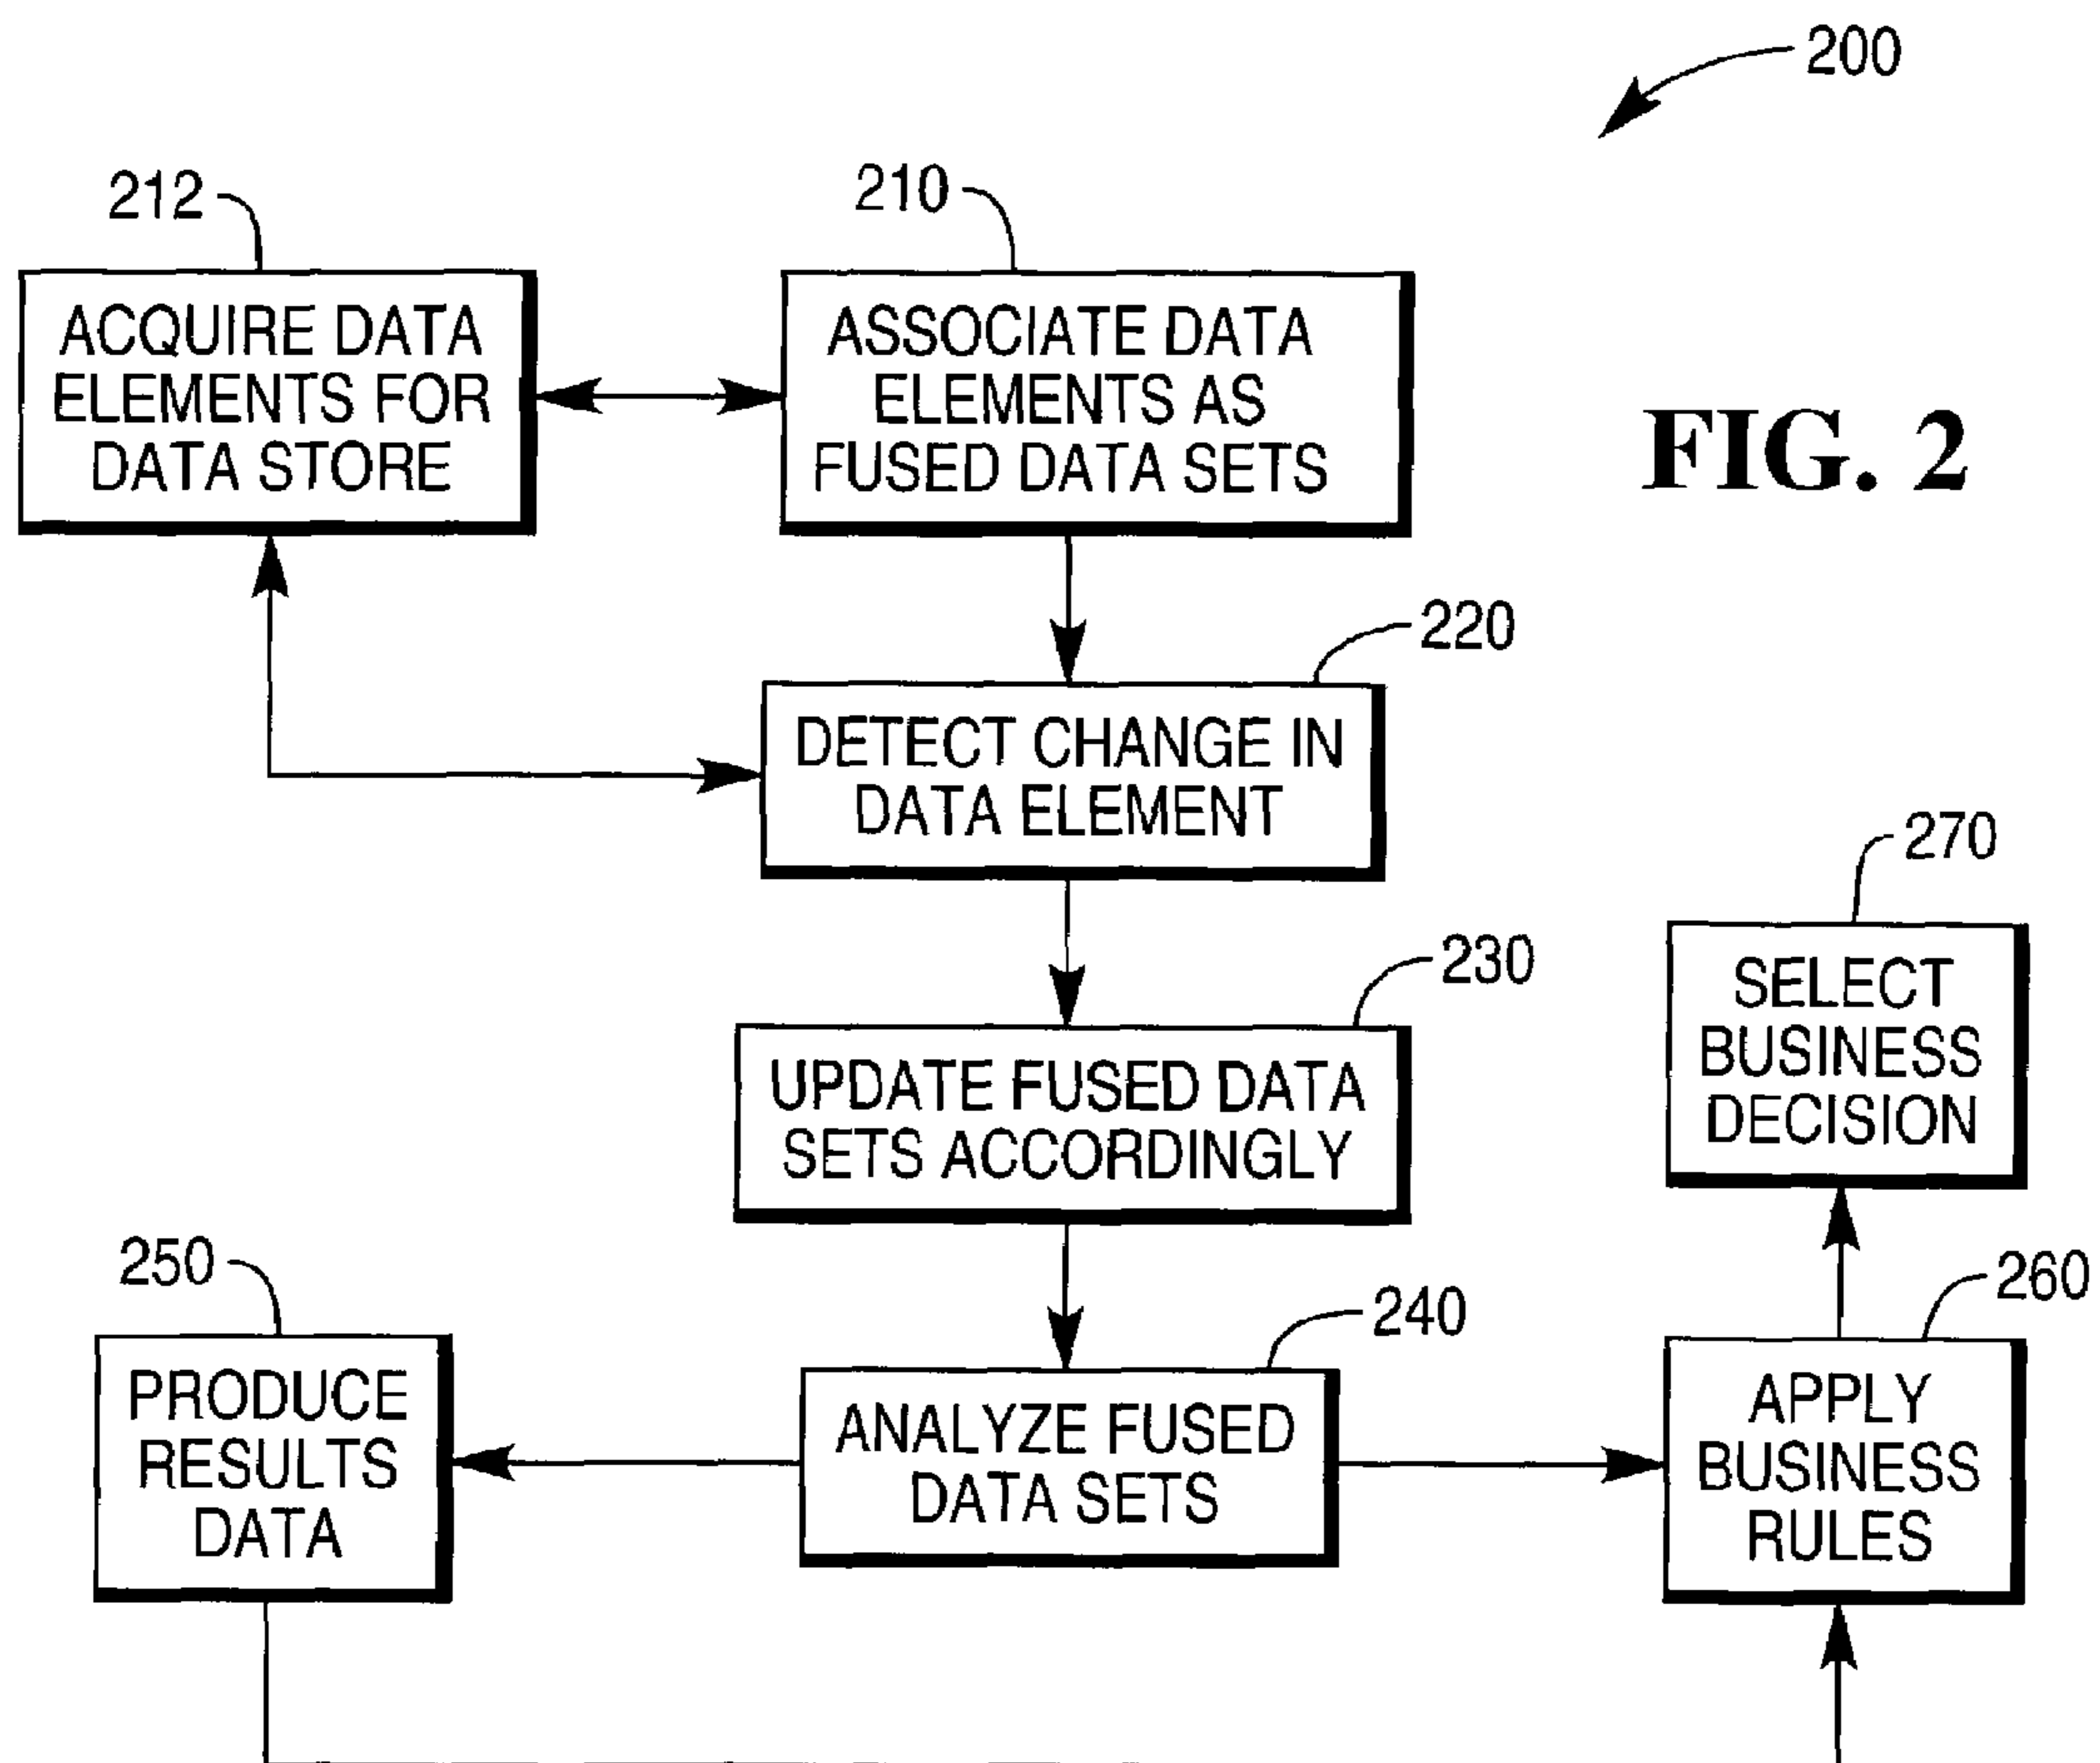 200
212
210
ACQUIRE DATA
ELEMENTS FOR
DATA STORE
ASSOCIATE DATA
ELEMENTS AS
FUSED DATA SETS
FIG. 2
220
DETECT CHANGE IN
DATA ELEMENT
270
230
SELECT
BUSINESS
DECISION
UPDATE FUSED DATA
SETS ACCORDINGLY
250
260
240
PRODUCE
RESULTS
DATA
ANALYZE FUSED
DATA SETS
APPLY
BUSINESS
RULES